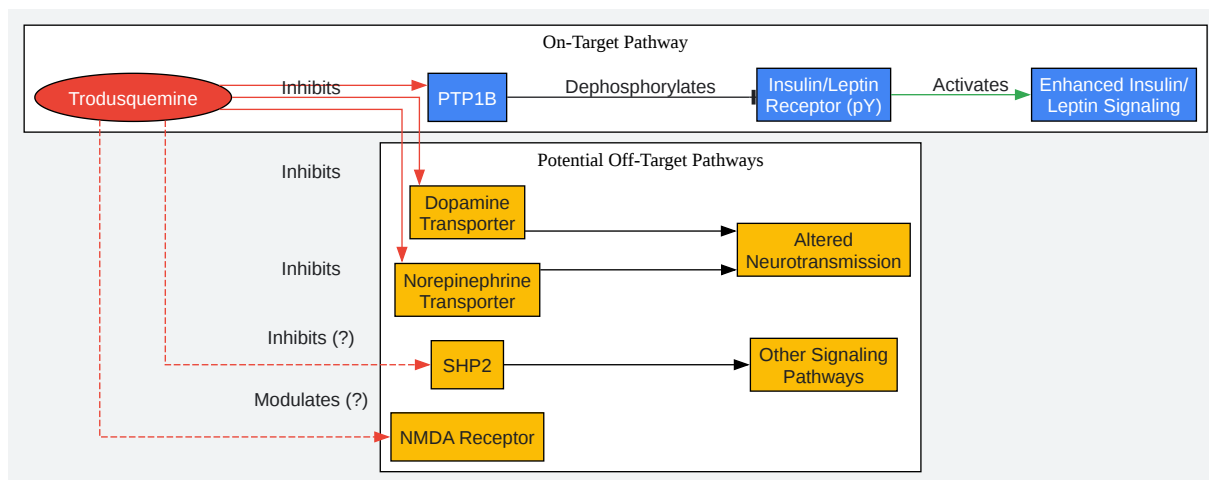 On-Target Pathway
Trodusquemine
Inhibits
PTP1B
Dephosphorylates
Insulin/Leptin
Receptor (pY)
Activates
Enhanced Insulin/
Leptin Signaling
Potential Off-Target Pathways
Inhibits
Dopamine
Transporter
Altered
Neurotransmission
Inhibits
Norepinephrine
Transporter
Inhibits (?)
SHP2
Other Signaling
Pathways
Modulates (?)
NMDA Receptor